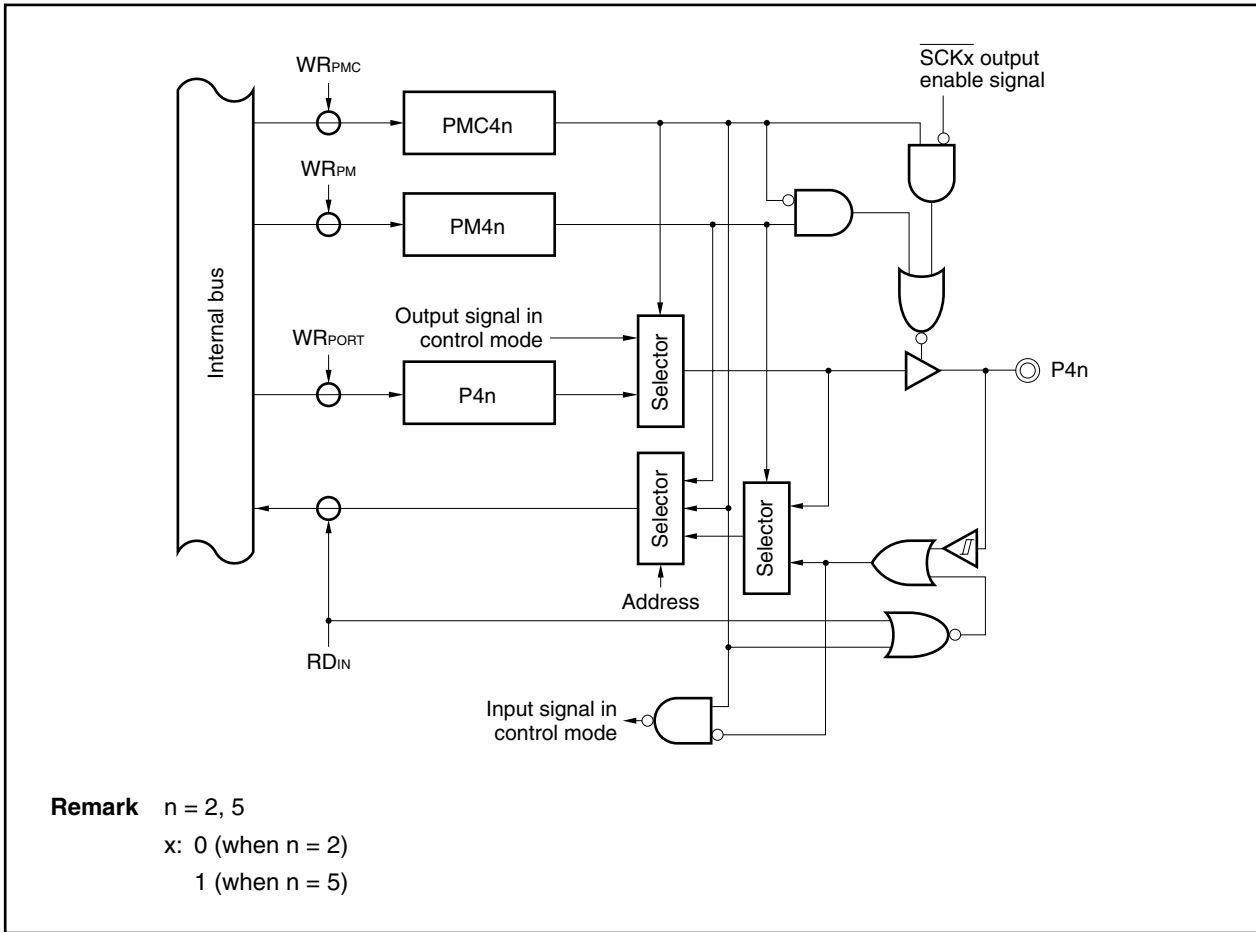 WRPMC
SCKx output
enable signal
PMC4n
WRPM
PM4n
Internal bus
Output signal in
control mode
WRPORT
Selector
P4n
P4n
Selector
Selector
Address
RDIN
Input signal in
control mode
Remark n = 2, 5
x: 0 (when n = 2)
1 (when n = 5)